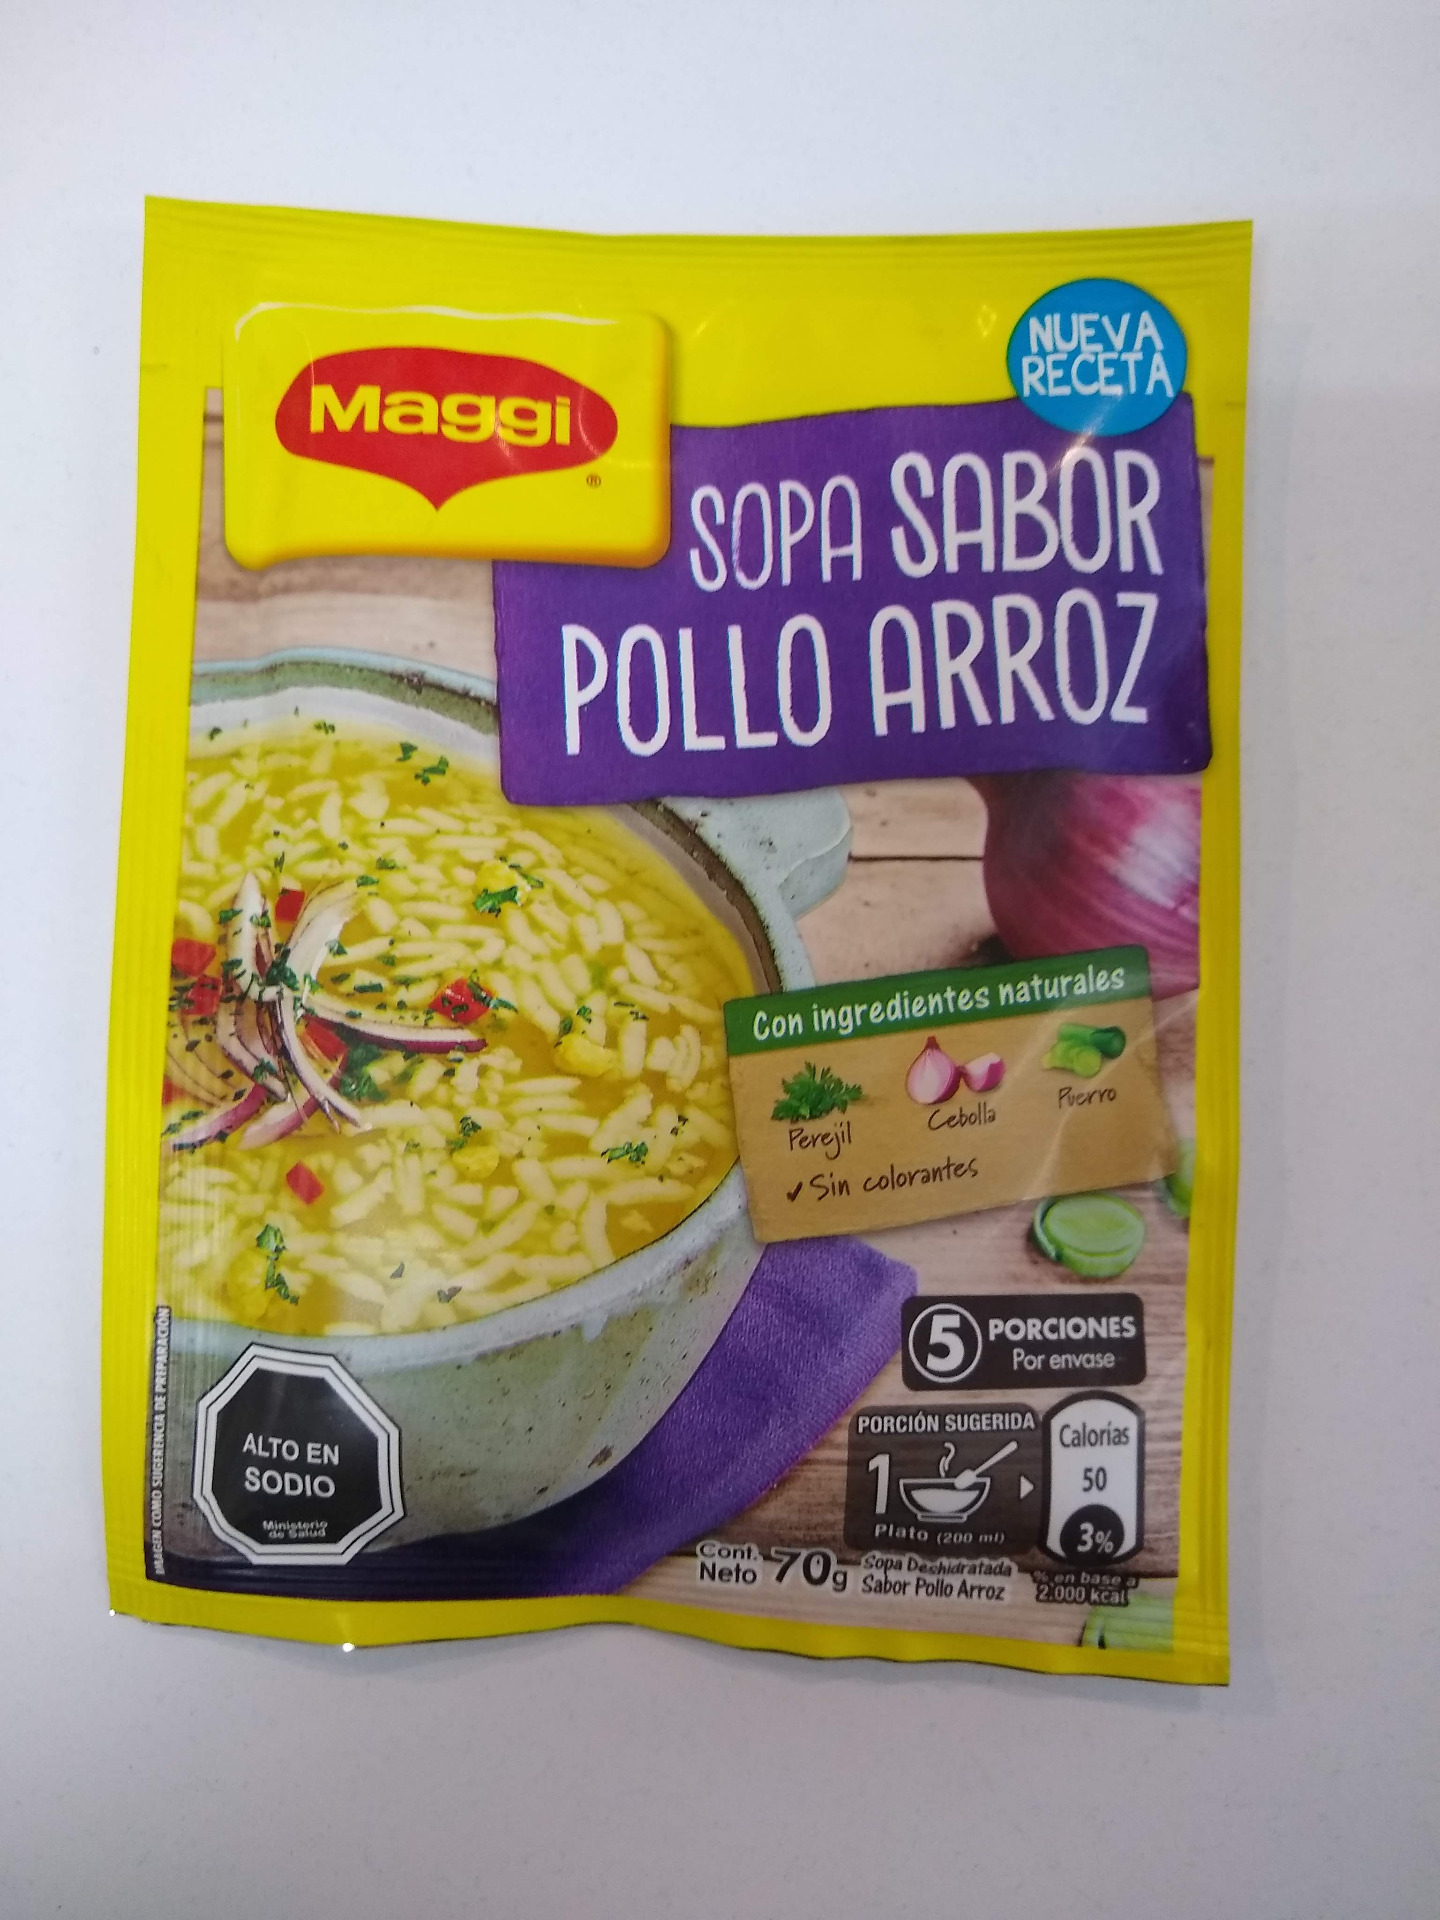 Maggi
®
NUEVA
RECETA
SOPA SABOR
POLLO ARROZ
Con ingredientes naturales
Perejil
Cebolla
Puerro
✓ Sin colorantes
5 PORCIONES
Por envase
PORCIÓN SUGERIDA
1
Plato (200 ml)
Calorías
50
3%
% en base a
2.000 kcal
ALTO EN
SODIO
Ministerio
de Salud
Cont.
Neto 70g
Sopa Deshidratada
Sabor Pollo Arroz
IMAGEN COMO SUGERENCIA DE PREPARACIÓN